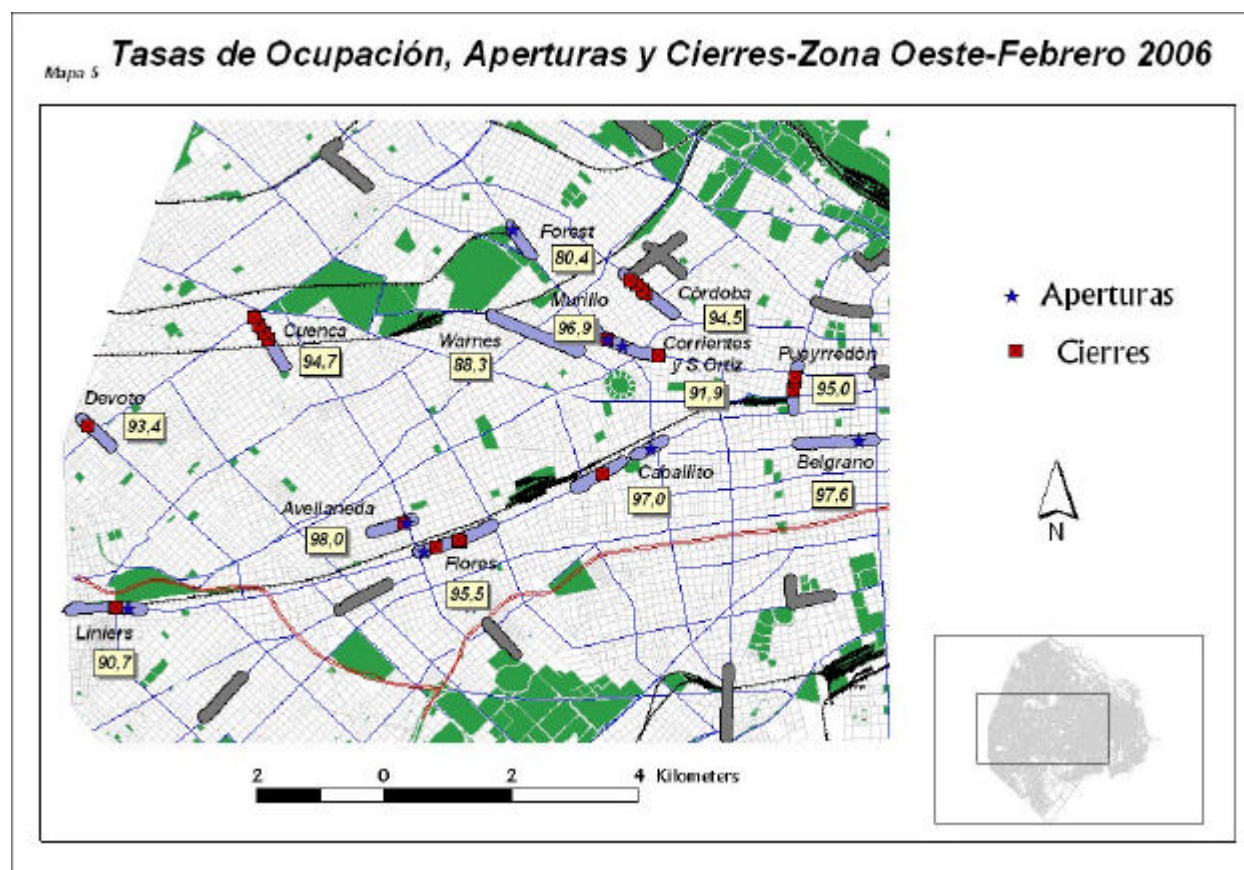 Mapa 5
Tasas de Ocupación, Aperturas y Cierres-Zona Oeste-Febrero 2006
Forest
80,4
Murillo
96,9
Córdoba
94,5
Cuenca
94,7
Warnes
88,3
Corrientes
y S.Ortiz
91,9
Pueyrredón
95,0
Devoto
93,4
Belgrano
97,6
Caballito
97,0
Avellaneda
98,0
Flores
95,5
Liniers
90,7
Aperturas
Cierres
N
2 0 2 4 Kilometers